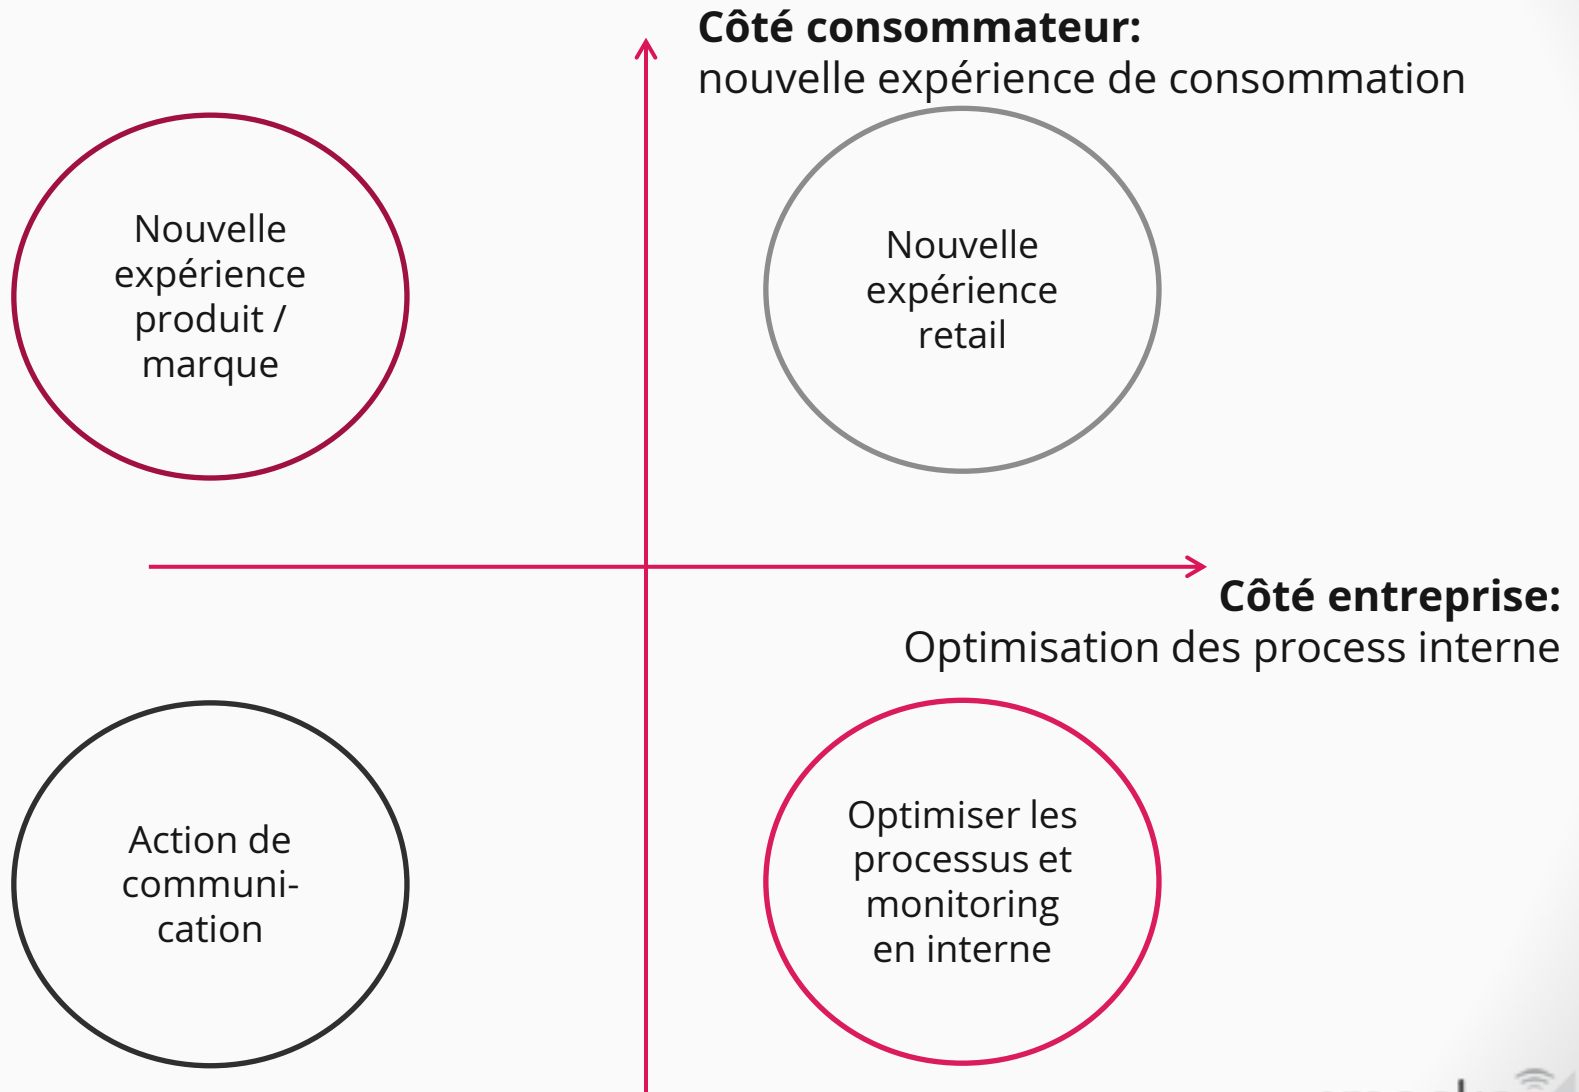 Côté consommateur:
nouvelle expérience de consommation
Nouvelle
expérience
produit /
marque
Nouvelle
expérience
retail
Côté entreprise:
Optimisation des process interne
Action de
communi-
cation
Optimiser les
processus et
monitoring
en interne